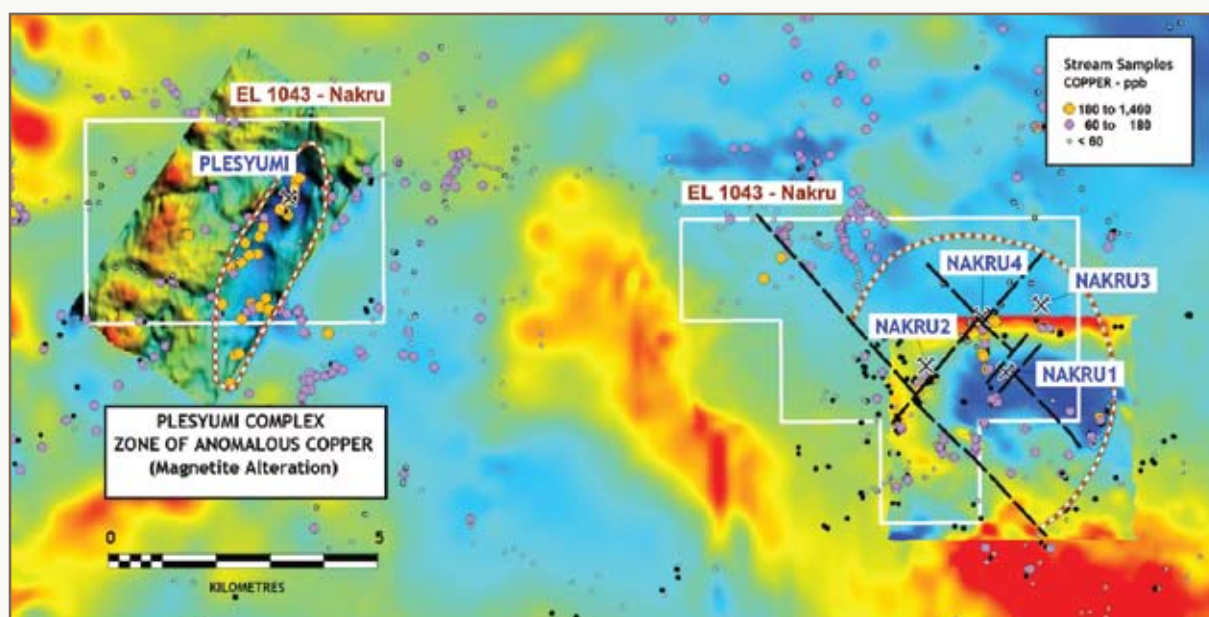 EL 1043 - Nakru
PLESYUMI
PLESYUMI COMPLEX
ZONE OF ANOMALOUS COPPER
(Magnetite Alteration)
0 5
KILOMETRES
EL 1043 - Nakru
NAKRU4
NAKRU3
NAKRU2
NAKRU1
Stream Samples
COPPER - ppb
180 to 1,460
60 to 180
< 60